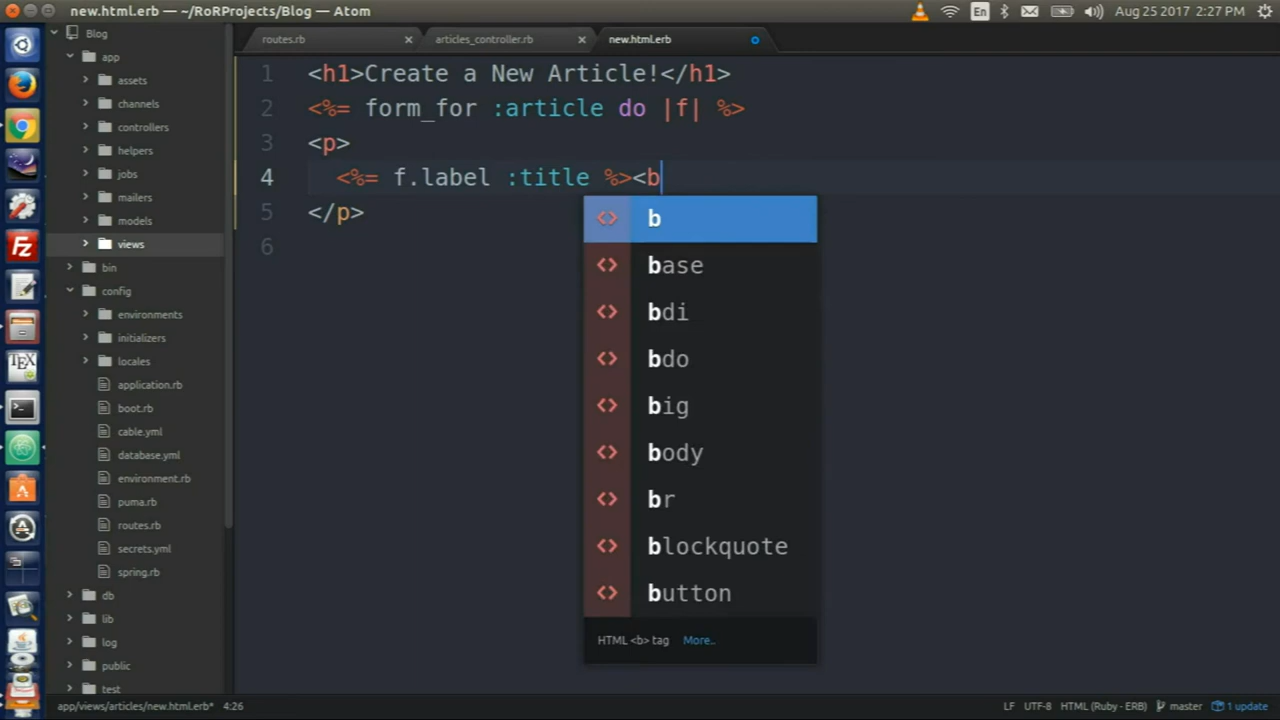 new.html.erb — ~/RoRProjects/Blog — Atom
En
Aug 25 2017 2:27 PM
Blog
app
assets
channels
controllers
helpers
jobs
mailers
models
views
bin
config
environments
initializers
locales
application.rb
boot.rb
cable.yml
database.yml
environment.rb
puma.rb
routes.rb
secrets.yml
spring.rb
db
lib
log
public
test
routes.rb
articles_controller.rb
new.html.erb
1 <h1>Create a New Article!</h1>
2 <%= form_for :article do |f| %>
3 <p>
4 <%= f.label :title %><b
5 </p>
6
<> b
<> base
<> bdi
<> bdo
<> big
<> body
<> br
<> blockquote
<> button
HTML <b> tag More..
app/views/articles/new.html.erb* 4:26
LF UTF-8 HTML (Ruby - ERB) master 1 update
Fz
TEX